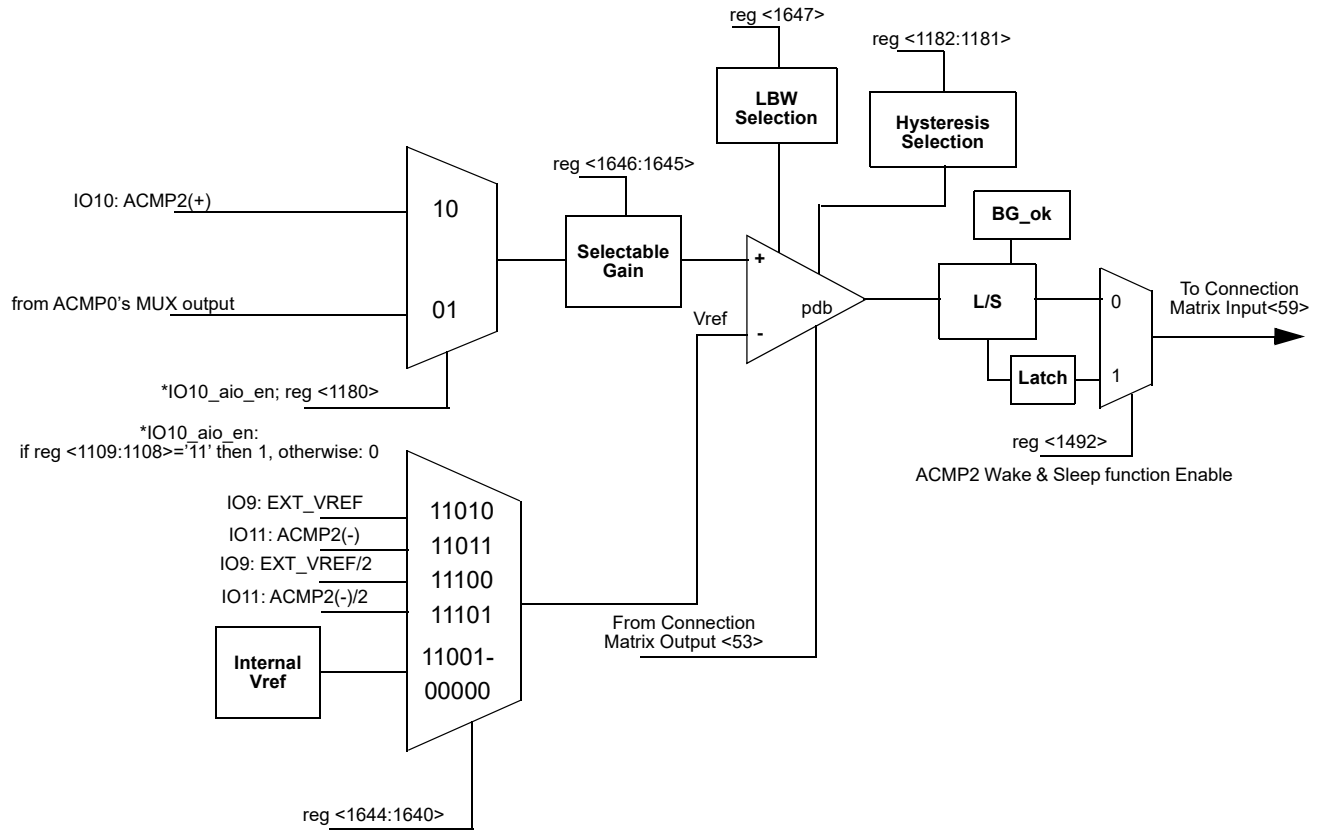 reg <1647>
reg <1182:1181>
LBW
Selection
Hysteresis
Selection
reg <1646:1645>
IO10: ACMP2(+)
10
Selectable
Gain
BG_ok
+
from ACMP0's MUX output
01
Vref
-
pdb
L/S
0
To Connection
Matrix Input<59>
Latch
1
*IO10_aio_en; reg <1180>
*IO10_aio_en:
if reg <1109:1108>='11' then 1, otherwise: 0
reg <1492>
ACMP2 Wake & Sleep function Enable
IO9: EXT_VREF
11010
IO11: ACMP2(-)
11011
IO9: EXT_VREF/2
11100
IO11: ACMP2(-)/2
11101
Internal
Vref
11001-
00000
From Connection
Matrix Output <53>
reg <1644:1640>